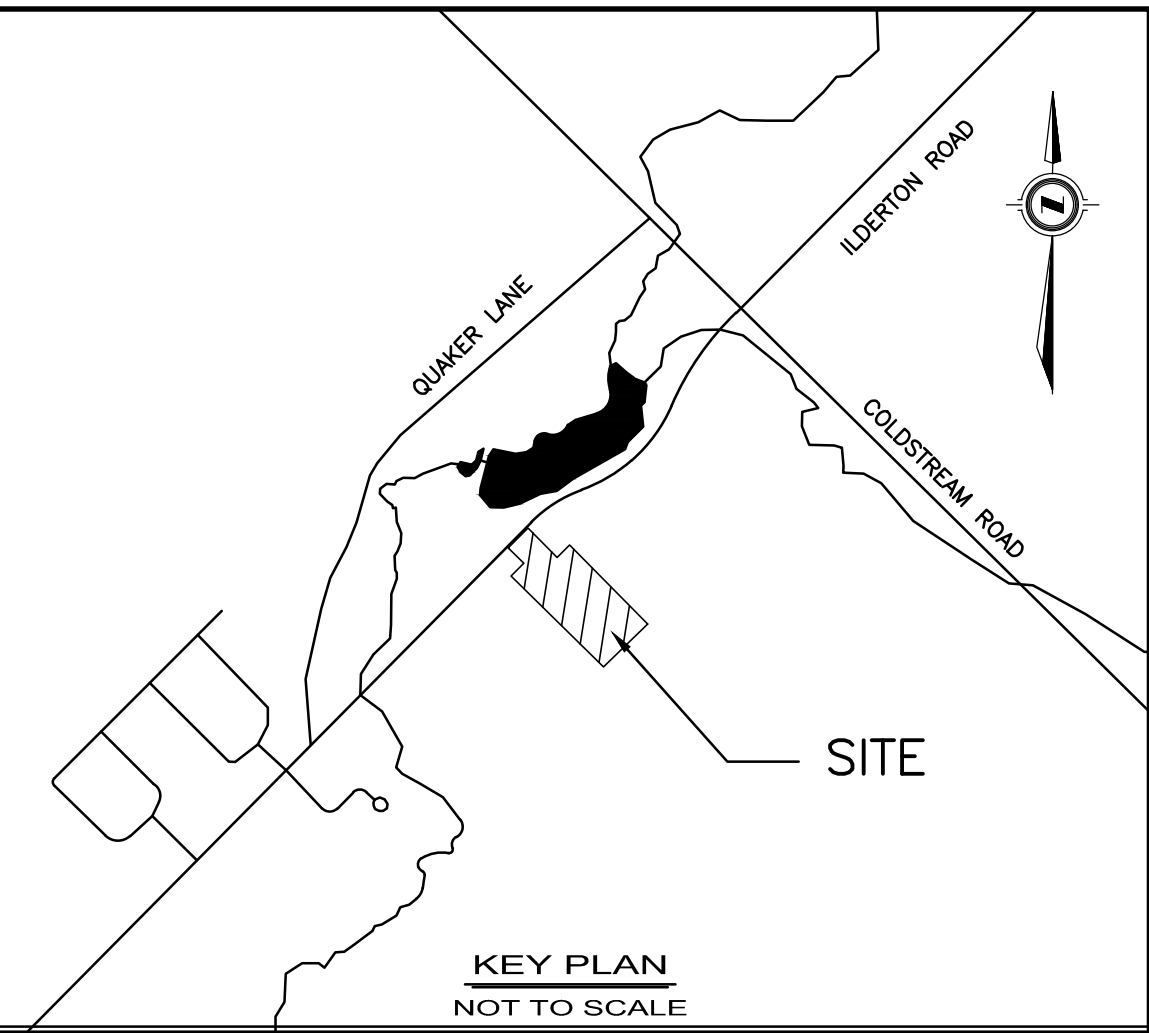 ILDERTON ROAD
N
QUAKER LANE
COLDSTREAM ROAD
SITE
KEY PLAN
NOT TO SCALE